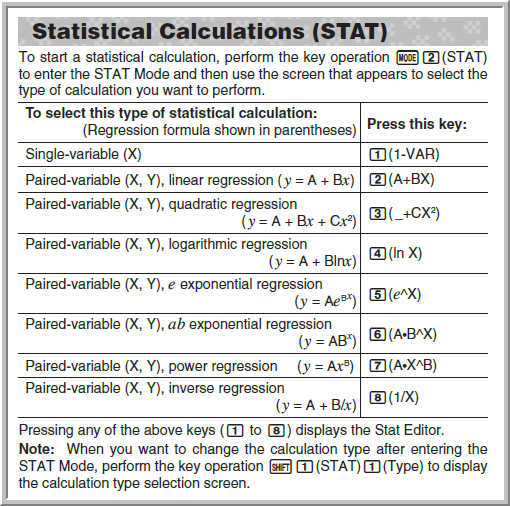 Statistical Calculations (STAT)
To start a statistical calculation, perform the key operation MODE 2 (STAT)
to enter the STAT Mode and then use the screen that appears to select the
type of calculation you want to perform.
To select this type of statistical calculation:
(Regression formula shown in parentheses)
Press this key:
Single-variable (X)
1 (1-VAR)
Paired-variable (X, Y), linear regression (y = A + Bx)
2 (A+BX)
Paired-variable (X, Y), quadratic regression
(y = A + Bx + Cx²)
3 (_+CX²)
Paired-variable (X, Y), logarithmic regression
(y = A + Blnx)
4 (ln X)
Paired-variable (X, Y), e exponential regression
(y = Aeᴮˣ)
5 (e^X)
Paired-variable (X, Y), ab exponential regression
(y = ABˣ)
6 (A•B^X)
Paired-variable (X, Y), power regression (y = Axᴮ)
7 (A•X^B)
Paired-variable (X, Y), inverse regression
(y = A + B/x)
8 (1/X)
Pressing any of the above keys (1 to 8) displays the Stat Editor.
Note: When you want to change the calculation type after entering the
STAT Mode, perform the key operation SHIFT 1 (STAT) 1 (Type) to display
the calculation type selection screen.